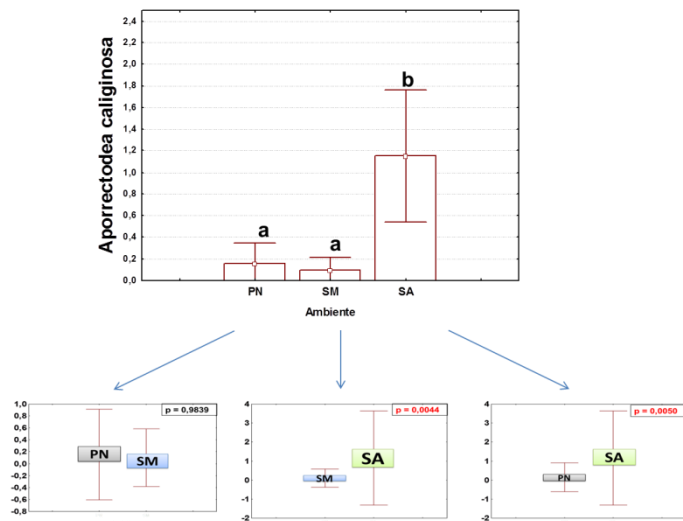 Aporrectodea caliginosa
2,4
2,2
2,0
1,8
1,6
1,4
1,2
1,0
0,8
0,6
0,4
0,2
0,0
a
a
b
PN
SM
SA
Ambiente
1,0
0,8
0,6
0,4
0,2
0,0
-0,2
-0,4
-0,6
-0,8
p = 0,9839
PN
SM
4
3
2
1
0
-1
-2
p = 0,0044
SM
SA
4
3
2
1
0
-1
-2
p = 0,0050
PN
SA